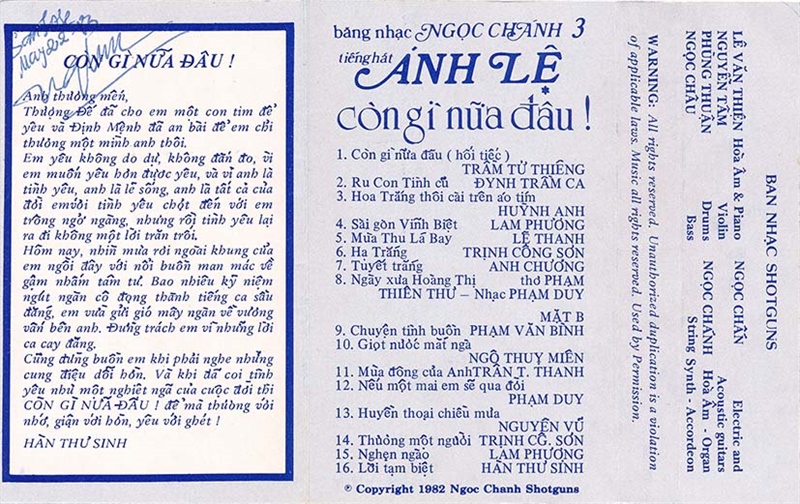 May 22-83
CÒN GÌ NỮA ĐÂU !
Anh thương mến,
Thượng Đế đã cho em một con tim để
yêu và Định Mệnh đã an bài để em chỉ
thương một mình anh thôi.
Em yêu không do dự, không đắn đo, vì
em muốn yêu hơn được yêu, và vì anh là
tình yêu, anh là lẽ sống, anh là tất cả của
đời emvời tình yêu chợt đến với em
trong ngỡ ngàng, nhưng rồi tình yêu lại
ra đi không một lời trăn trối.
Hôm nay, nhìn mưa rơi ngoài khung cửa
em ngồi đây với nỗi buồn man mác về
gậm nhấm tâm tư. Bao nhiêu kỷ niệm
ngút ngàn cô đọng thành tiếng ca sầu
đắng, em vừa gửi gió mây ngàn về vương
vấn bên anh. Đừng trách em vì những lời
ca cay đắng.
Cũng đừng buồn em khi phải nghe những
cung điệu dỗi hờn. Và khi đã coi tình
yêu như một nghiệt ngã của cuộc đời thì
CÒN GÌ NỮA ĐÂU ! để mà thương với
nhớ, giận với hờn, yêu với ghét !
HÀN THƯ SINH
băng nhạc NGỌC CHÁNH 3
tiếng hát ÁNH LỆ
còn gì nữa đâu !
1. Còn gì nữa đâu ( hối tiếc )
TRẦM TỬ THIÊNG
2. Ru Con Tình cũ ĐYNH TRẦM CA
3. Hoa Trắng thôi cài trên áo tím
HUỲNH ANH
4. Sài gòn Vĩnh Biệt LAM PHƯƠNG
5. Mùa Thu Lá Bay LÊ THANH
6. Hạ Trắng TRỊNH CÔNG SƠN
7. Tuyết trắng ANH CHƯƠNG
8. Ngày xưa Hoàng Thị thơ PHẠM
THIÊN THƯ – Nhạc PHẠM DUY
MẶT B
9. Chuyện tình buồn PHẠM VĂN BÌNH
10. Giọt nước mắt ngà
NGÔ THUỴ MIÊN
11. Mùa đông của AnhTRẦN T. THANH
12. Nếu một mai em sẽ qua đời
PHẠM DUY
13. Huyền thoại chiều mưa
NGUYÊN VŨ
14. Thương một người TRỊNH CG. SƠN
15. Nghẹn ngào LAM PHƯƠNG
16. Lời tạm biệt HÀN THƯ SINH
℗ Copyright 1982 Ngoc Chanh Shotguns
WARNING: All rights reserved. Unauthorized duplication is a violation
of applicable laws. Music all rights reserved. Used by Permission.
BAN NHẠC SHOTGUNS
LÊ VĂN THIỆN Hoà Âm & Piano
NGUYỄN TÂM Violin
PHÙNG THUẬN Drums
NGỌC CHÂU Bass
NGỌC CHẤN Electric and
Acoustic guitars
NGỌC CHÁNH Hoà Âm - Organ
String Synth - Accordeon